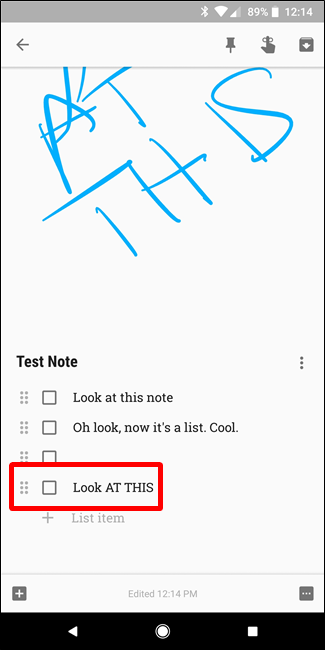 89% 12:14
AT
THIS
Test Note
Look at this note
Oh look, now it's a list. Cool.
Look AT THIS
List item
Edited 12:14 PM